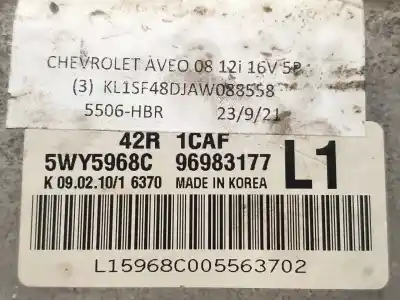 CHEVROLET AVEO 08 12i 16V 5P
(3) KL1SF48DJAW088558
5506-HBR 23/9/21
42R 1CAF
5WY5968C 96983177 L1
K 09.02.10/1 6370 MADE IN KOREA
L15968C005563702